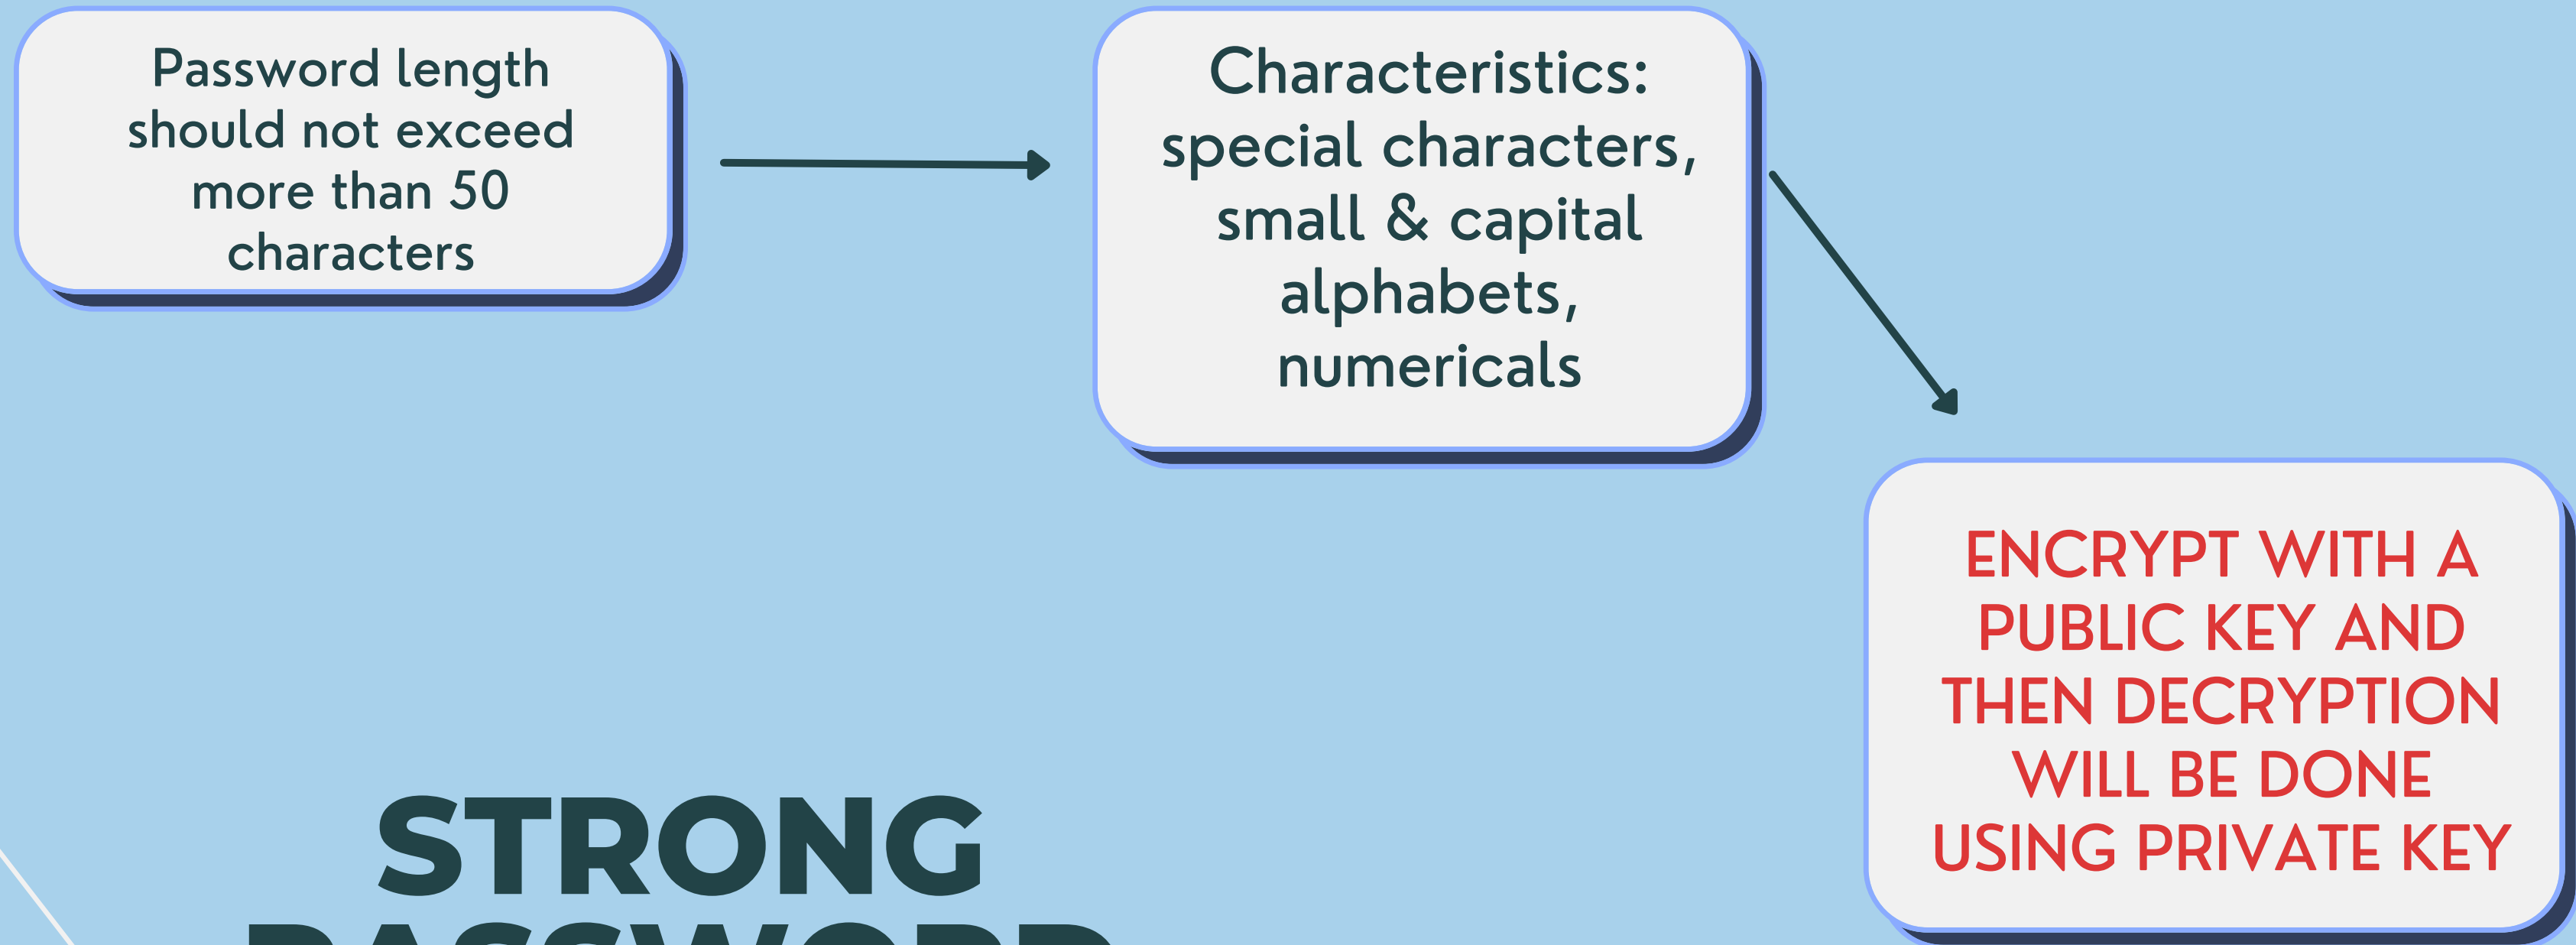 Password length
should not exceed
more than 50
characters
Characteristics:
special characters,
small & capital
alphabets,
numericals
ENCRYPT WITH A
PUBLIC KEY AND
THEN DECRYPTION
WILL BE DONE
USING PRIVATE KEY
STRONG
PASSWORD